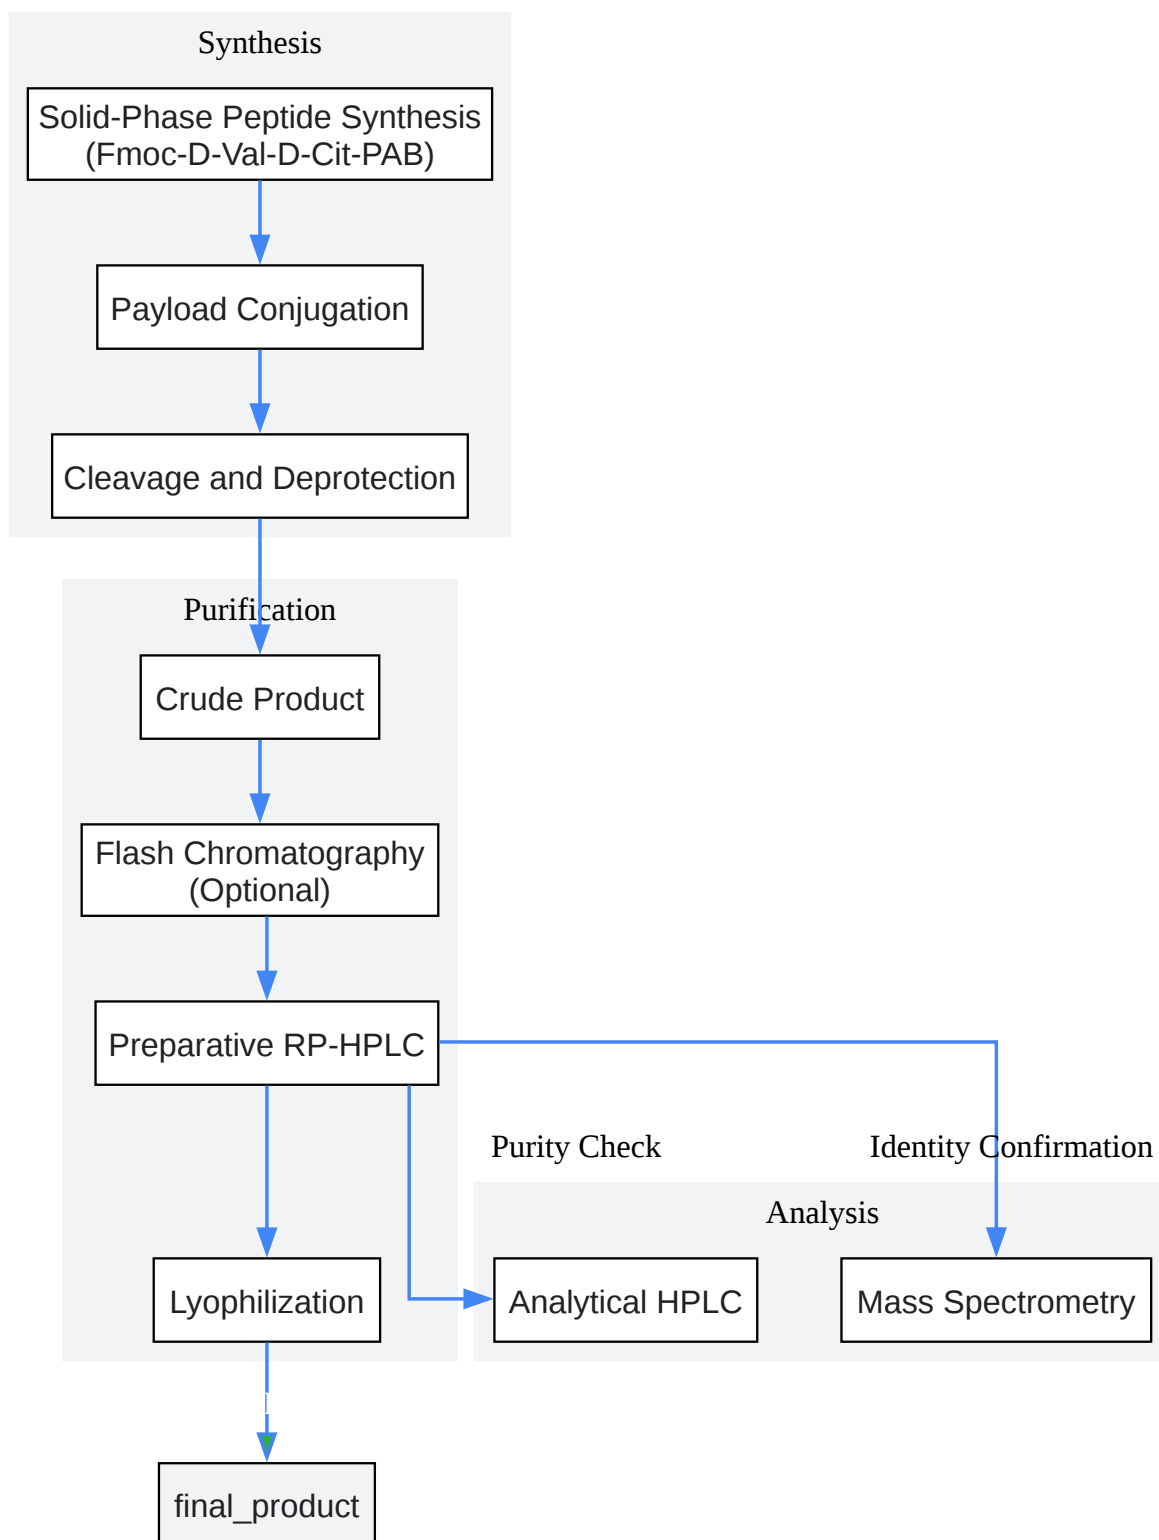 Synthesis
Solid-Phase Peptide Synthesis
(Fmoc-D-Val-D-Cit-PAB)
Payload Conjugation
Cleavage and Deprotection
Purification
Crude Product
Flash Chromatography
(Optional)
Preparative RP-HPLC
Purity Check
Identity Confirmation
Analysis
Lyophilization
Analytical HPLC
Mass Spectrometry
final_product